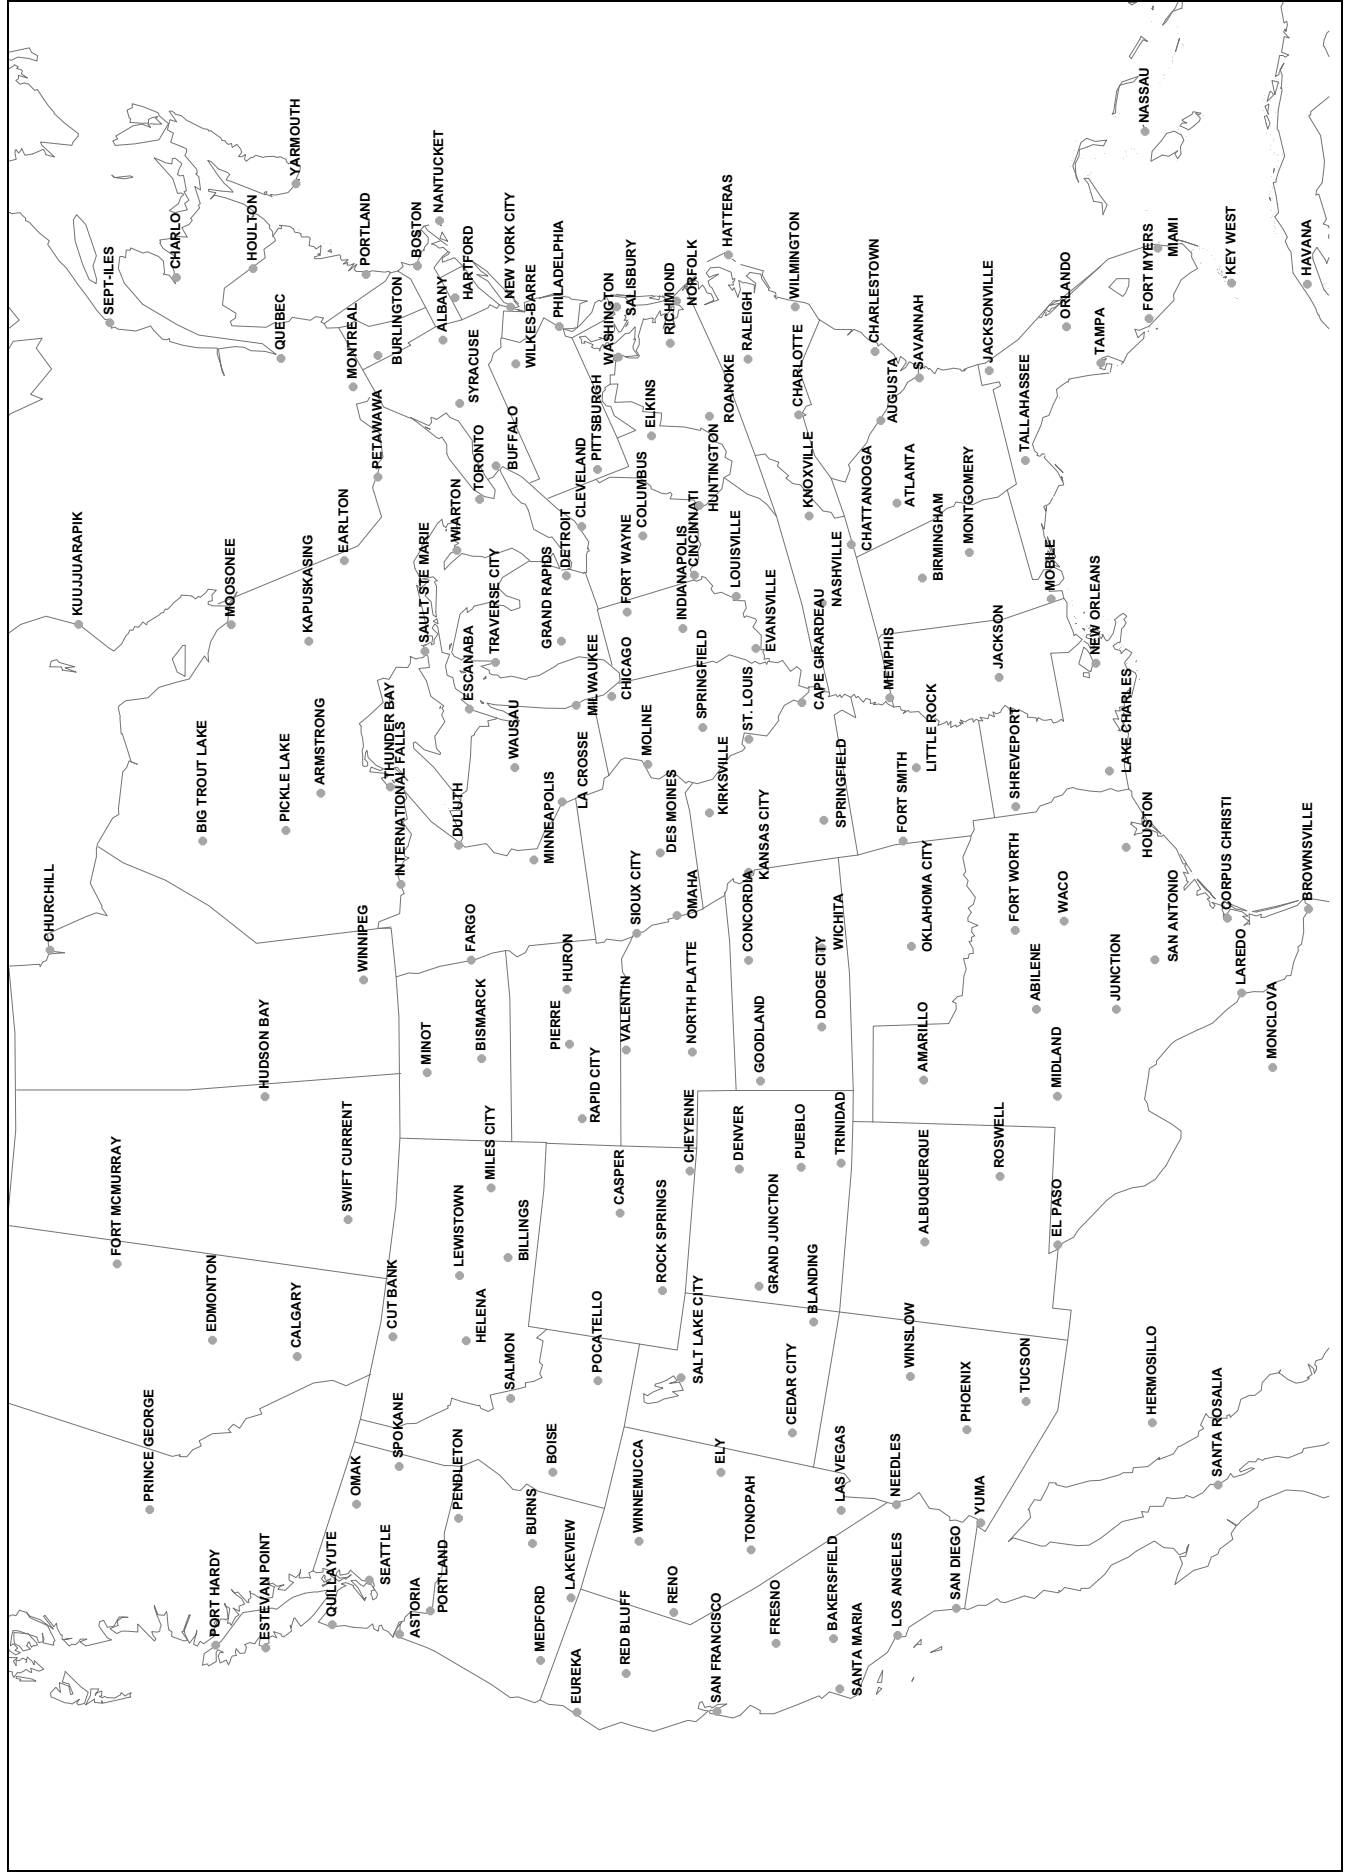 CHURCHILL
KUUJUARAPIK
SEPT-ILES
FORT MCMURRAY
PRINCE GEORGE
BIG TROUT LAKE
CHARLO
EDMONTON
PORT HARDY
MOOSONEE
HOULTON
HUDSON BAY
ESTEVAN POINT
PICKLE LAKE
QUEBEC
YARMOUTH
CALGARY
KAPUSKASING
ARMSTRONG
SWIFT CURRENT
QUILLAYUTE
EARLTON
MONTREAL
WINNIPEG
OMAK
PORTLAND
PETAWAWA
SEATTLE
THUNDER BAY
CUT BANK
BURLINGTON
SPOKANE
INTERNATIONAL FALLS
BOSTON
ASTORIA
SAULT STE MARIE
MINOT
NANTUCKET
ALBANY
PORTLAND
WIARTON
HARTFORD
PENDLETON
LEWISTOWN
DULUTH
SYRACUSE
FARGO
ESCANABA
HELENA
BISMARCK
TORONTO
MILES CITY
TRAVERSE CITY
NEW YORK CITY
BUFFALO
SALMON
BILLINGS
WAUSAU
WILKES-BARRE
BURNS
MINNEAPOLIS
MEDFORD
BOISE
GRAND RAPIDS
PHILADELPHIA
PIERRE
HURON
DETROIT
LAKEVIEW
EUREKA
LA CROSSE
CLEVELAND
RAPID CITY
MILWAUKEE
POCATELLO
PITTSBURGH
WASHINGTON
CASPER
CHICAGO
RED BLUFF
VALENTIN
FORT WAYNE
SALISBURY
WINNEMUCCA
SIOUX CITY
MOLINE
COLUMBUS
ELKINS
ROCK SPRINGS
DES MOINES
RICHMOND
RENO
OMAHA
INDIANAPOLIS
NORFOLK
SALT LAKE CITY
CHEYENNE
NORTH PLATTE
CINCINNATI
SPRINGFIELD
HUNTINGTON
SAN FRANCISCO
ELY
KIRKSVILLE
ROANOKE
HATTERAS
DENVER
LOUISVILLE
RALEIGH
TONOPAH
CONCORDIA
ST. LOUIS
GOODLAND
KANSAS CITY
EVANSVILLE
GRAND JUNCTION
FRESNO
CEDAR CITY
PUEBLO
CHARLOTTE
WILMINGTON
BLANDING
DODGE CITY
CAPE GIRARDEAU
KNOXVILLE
BAKERSFIELD
LAS VEGAS
TRINIDAD
WICHITA
SPRINGFIELD
NASHVILLE
SANTA MARIA
CHATTANOOGA
CHARLESTOWN
MEMPHIS
AUGUSTA
LOS ANGELES
NEEDLES
FORT SMITH
ATLANTA
WINSLOW
SAVANNAH
ALBUQUERQUE
AMARILLO
OKLAHOMA CITY
LITTLE ROCK
BIRMINGHAM
SAN DIEGO
PHOENIX
MONTGOMERY
YUMA
JACKSONVILLE
ROSWELL
JACKSON
TUCSON
FORT WORTH
SHREVEPORT
TALLAHASSEE
ABILENE
MOBILE
EL PASO
MIDLAND
WACO
ORLANDO
NEW ORLEANS
TAMPA
JUNCTION
LAKE CHARLES
HOUSTON
NASSAU
FORT MYERS
HERMOSILLO
SAN ANTONIO
MIAMI
SANTA ROSALIA
CORPUS CHRISTI
KEY WEST
LAREDO
MONCLOVA
BROWNSVILLE
HAVANA